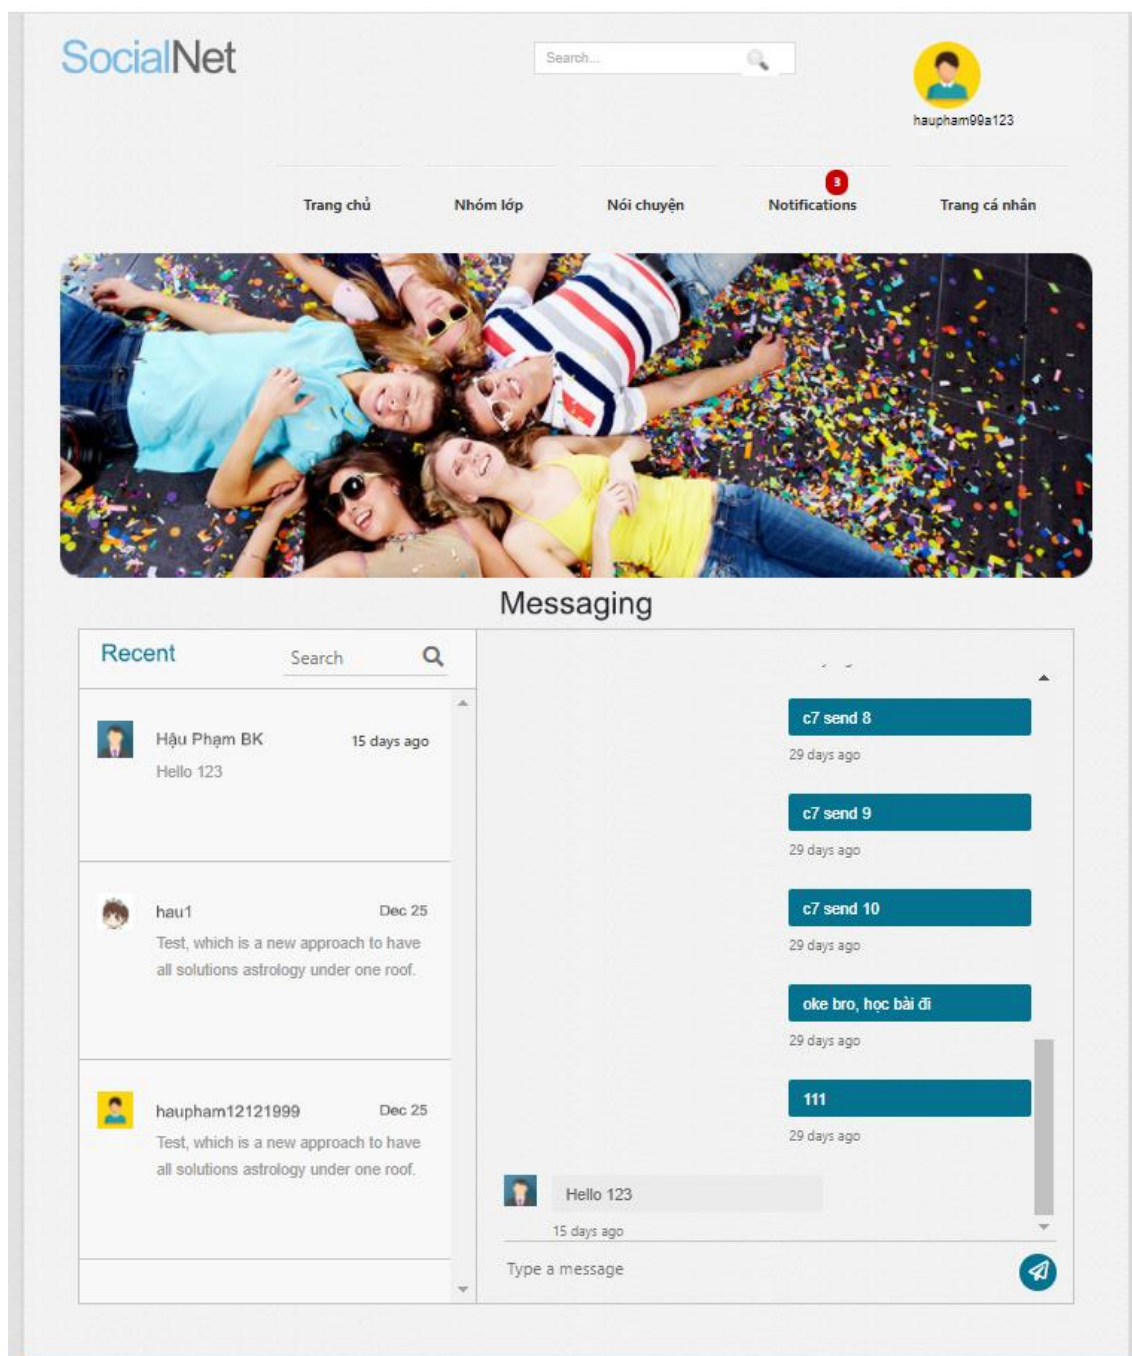 SocialNet
Search...
haupham99a123
3
Trang chủ
Nhóm lớp
Nói chuyện
Notifications
Trang cá nhân
Messaging
Recent
Search
Hậu Phạm BK
15 days ago
Hello 123
hau1
Dec 25
Test, which is a new approach to have
all solutions astrology under one roof.
haupham12121999
Dec 25
Test, which is a new approach to have
all solutions astrology under one roof.
c7 send 8
29 days ago
c7 send 9
29 days ago
c7 send 10
29 days ago
oke bro, học bài đi
29 days ago
111
29 days ago
Hello 123
15 days ago
Type a message